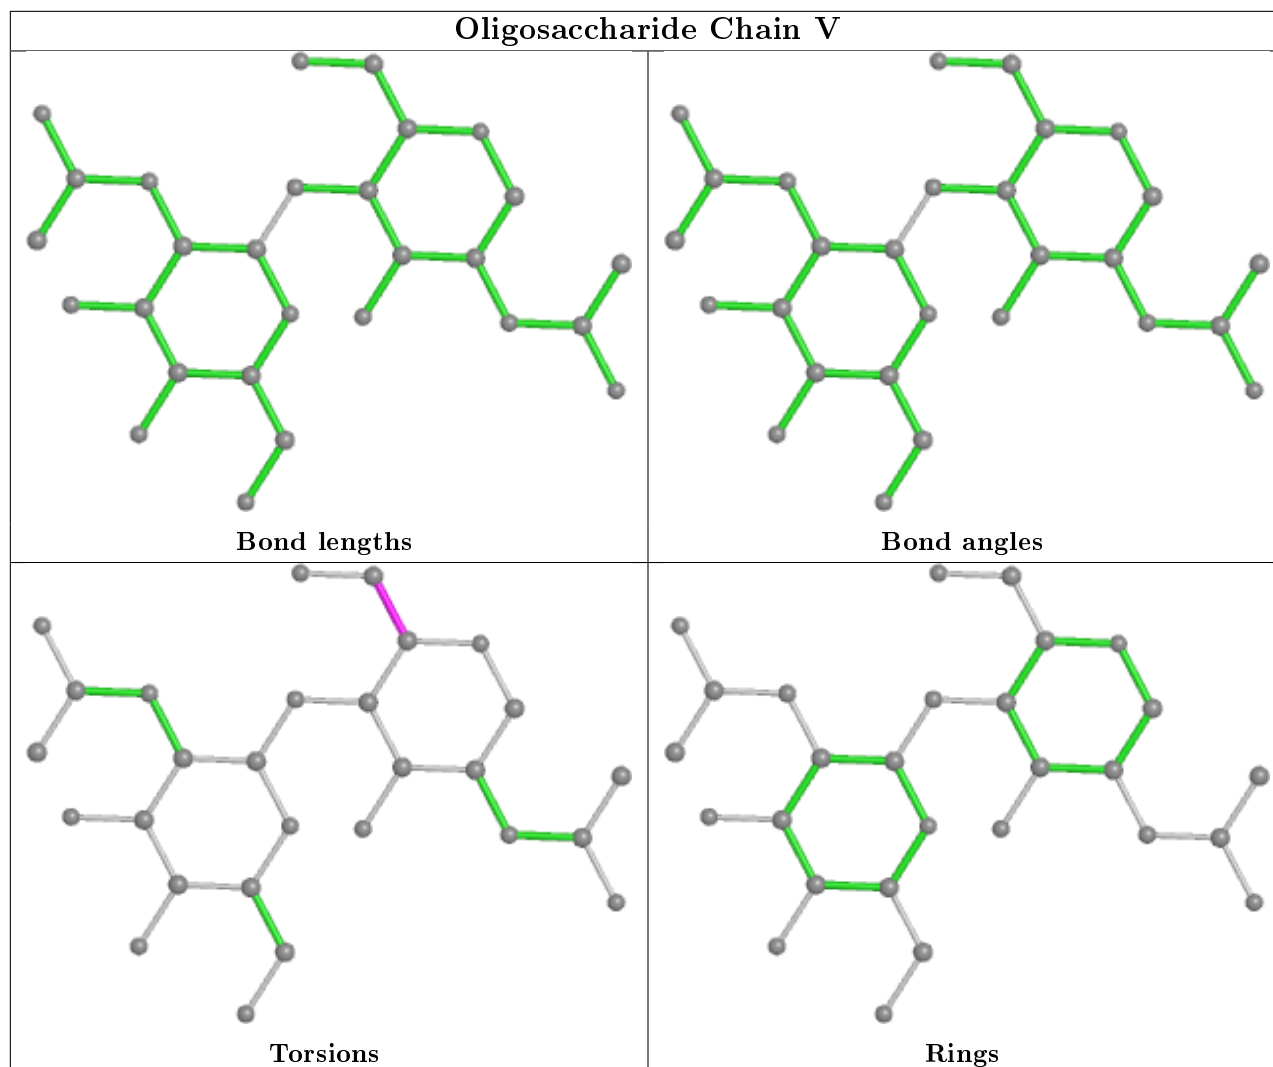 Oligosaccharide Chain V
Bond lengths
Bond angles
Torsions
Rings